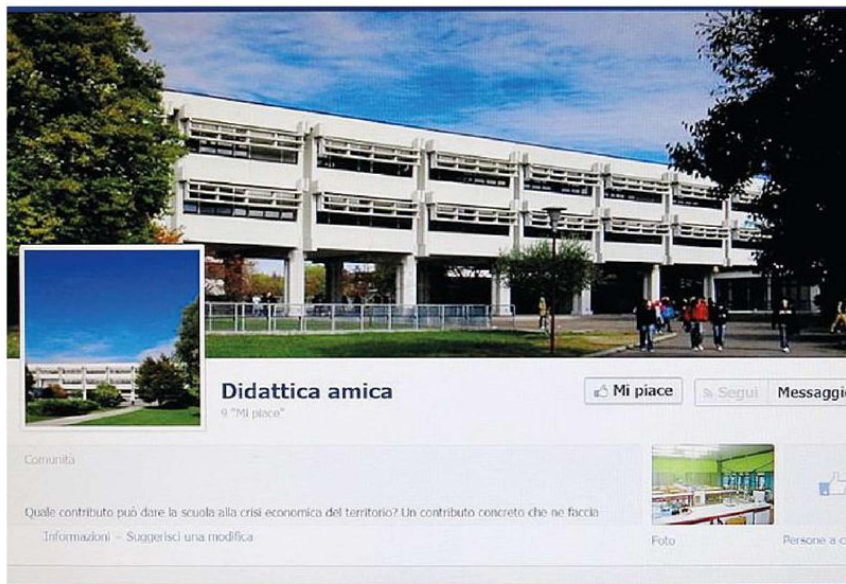 Didattica amica
Mi piace
Segui
Messaggio
9 "Mi piace"
Comunità
Quale contributo può dare la scuola alla crisi economica del territorio? Un contributo concreto che ne faccia
Informazioni – Suggerisci una modifica
Foto
Persone a c